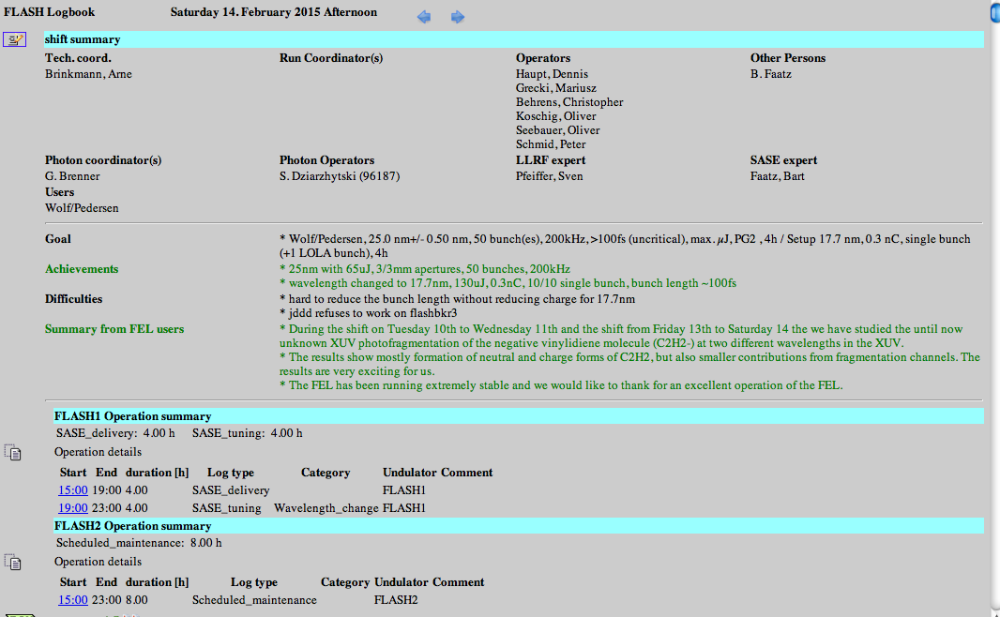 FLASH Logbook Saturday 14. February 2015 Afternoon
shift summary
Tech. coord. Run Coordinator(s) Operators Other Persons
Brinkmann, Arne Haupt, Dennis B. Faatz
Grecki, Mariusz
Behrens, Christopher
Koschig, Oliver
Seebauer, Oliver
Schmid, Peter
Photon coordinator(s) Photon Operators LLRF expert SASE expert
G. Brenner S. Dziarzhytski (96187) Pfeiffer, Sven Faatz, Bart
Users
Wolf/Pedersen
Goal * Wolf/Pedersen, 25.0 nm+/- 0.50 nm, 50 bunch(es), 200kHz, >100fs (uncritical), max. µJ, PG2 , 4h / Setup 17.7 nm, 0.3 nC, single bunch
(+1 LOLA bunch), 4h
Achievements * 25nm with 65uJ, 3/3mm apertures, 50 bunches, 200kHz
* wavelength changed to 17.7nm, 130uJ, 0.3nC, 10/10 single bunch, bunch length ~100fs
Difficulties * hard to reduce the bunch length without reducing charge for 17.7nm
* jddd refuses to work on flashbkr3
Summary from FEL users * During the shift on Tuesday 10th to Wednesday 11th and the shift from Friday 13th to Saturday 14 the we have studied the until now
unknown XUV photofragmentation of the negative vinylidiene molecule (C2H2-) at two different wavelengths in the XUV.
* The results show mostly formation of neutral and charge forms of C2H2, but also smaller contributions from fragmentation channels. The
results are very exciting for us.
* The FEL has been running extremely stable and we would like to thank for an excellent operation of the FEL.
FLASH1 Operation summary
SASE_delivery: 4.00 h SASE_tuning: 4.00 h
Operation details
Start End duration [h] Log type Category Undulator Comment
15:00 19:00 4.00 SASE_delivery FLASH1
19:00 23:00 4.00 SASE_tuning Wavelength_change FLASH1
FLASH2 Operation summary
Scheduled_maintenance: 8.00 h
Operation details
Start End duration [h] Log type Category Undulator Comment
15:00 23:00 8.00 Scheduled_maintenance FLASH2